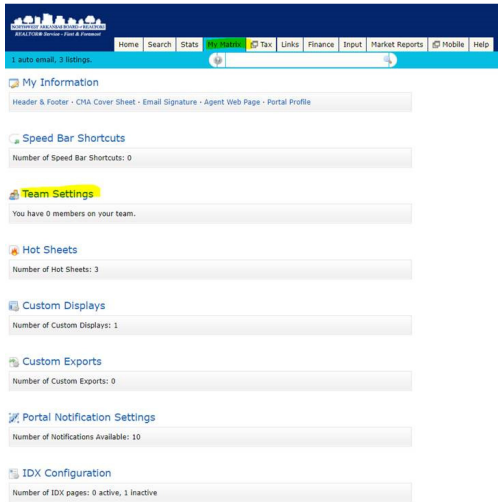 NORTHWEST ARKANSAS BOARD of REALTORS
REALTOR® Service - First & Foremost
Home Search Stats My Matrix Tax Links Finance Input Market Reports Mobile Help
1 auto email, 3 listings.
My Information
Header & Footer · CMA Cover Sheet · Email Signature · Agent Web Page · Portal Profile
Speed Bar Shortcuts
Number of Speed Bar Shortcuts: 0
Team Settings
You have 0 members on your team.
Hot Sheets
Number of Hot Sheets: 3
Custom Displays
Number of Custom Displays: 1
Custom Exports
Number of Custom Exports: 0
Portal Notification Settings
Number of Notifications Available: 10
IDX Configuration
Number of IDX pages: 0 active, 1 inactive